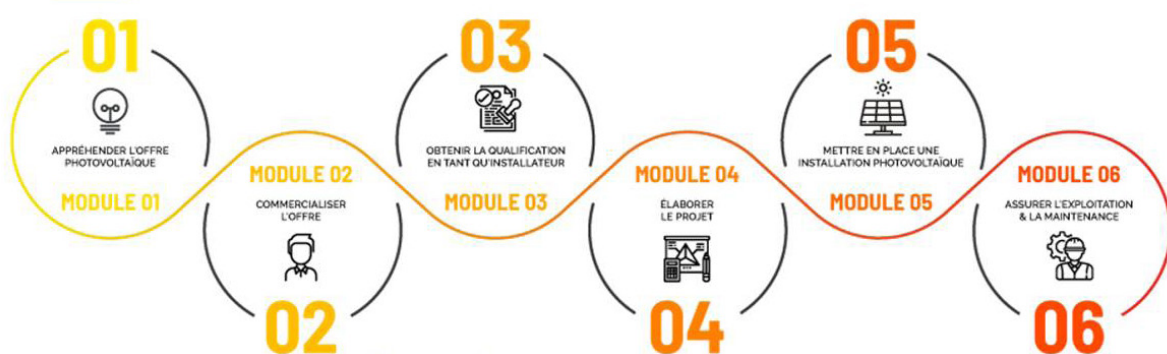 01
APPRÉHENDER L'OFFRE
PHOTOVOLTAÏQUE
MODULE 01
MODULE 02
COMMERCIALISER
L'OFFRE
02
03
OBTENIR LA QUALIFICATION
EN TANT QU'INSTALLATEUR
MODULE 03
MODULE 04
ÉLABORER
LE PROJET
04
05
METTRE EN PLACE UNE
INSTALLATION PHOTOVOLTAÏQUE
MODULE 05
MODULE 06
ASSURER L'EXPLOITATION
& LA MAINTENANCE
06